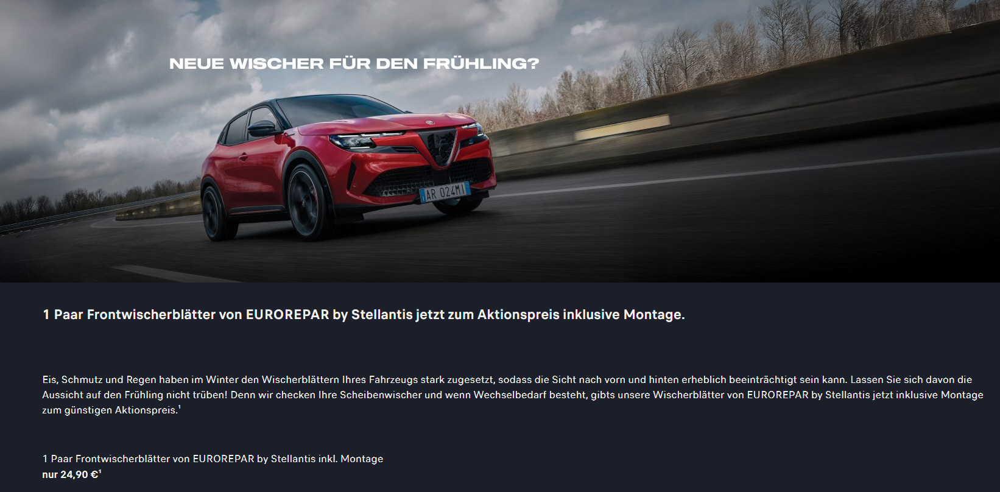 NEUE WISCHER FÜR DEN FRÜHLING?
AR 024MI
1 Paar Frontwischerblätter von EUROREPAR by Stellantis jetzt zum Aktionspreis inklusive Montage.
Eis, Schmutz und Regen haben im Winter den Wischerblättern Ihres Fahrzeugs stark zugesetzt, sodass die Sicht nach vorn und hinten erheblich beeinträchtigt sein kann. Lassen Sie sich davon die
Aussicht auf den Frühling nicht trüben! Denn wir checken Ihre Scheibenwischer und wenn Wechselbedarf besteht, gibts unsere Wischerblätter von EUROREPAR by Stellantis jetzt inklusive Montage
zum günstigen Aktionspreis.¹
1 Paar Frontwischerblätter von EUROREPAR by Stellantis inkl. Montage
nur 24,90 €¹